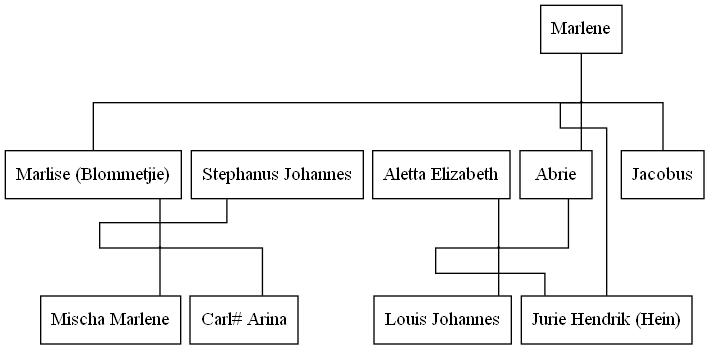 Marlene
Marlise (Blommetjie)
Stephanus Johannes
Aletta Elizabeth
Abrie
Jacobus
Mischa Marlene
Carl# Arina
Louis Johannes
Jurie Hendrik (Hein)